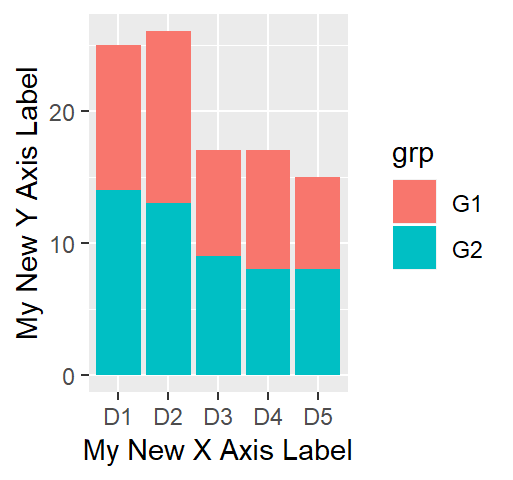 My New Y Axis Label
20
10
0
D1 D2 D3 D4 D5
My New X Axis Label
grp
G1
G2